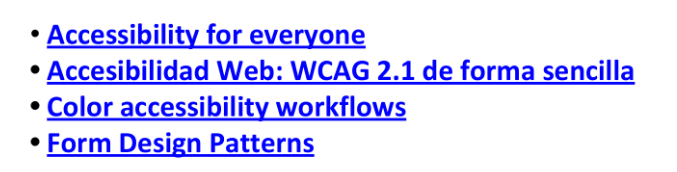 • Accessibility for everyone
• Accesibilidad Web: WCAG 2.1 de forma sencilla
• Color accessibility workflows
• Form Design Patterns